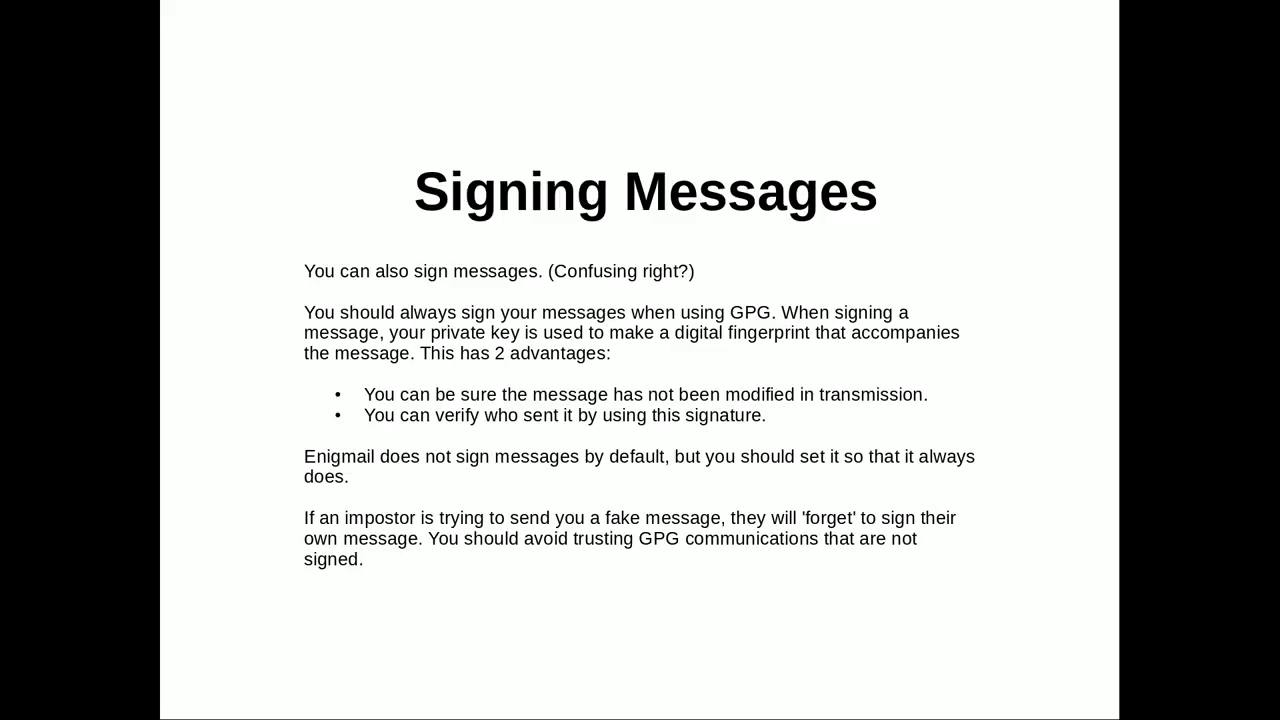 Signing Messages
You can also sign messages. (Confusing right?)
You should always sign your messages when using GPG. When signing a
message, your private key is used to make a digital fingerprint that accompanies
the message. This has 2 advantages:
• You can be sure the message has not been modified in transmission.
• You can verify who sent it by using this signature.
Enigmail does not sign messages by default, but you should set it so that it always
does.
If an impostor is trying to send you a fake message, they will 'forget' to sign their
own message. You should avoid trusting GPG communications that are not
signed.